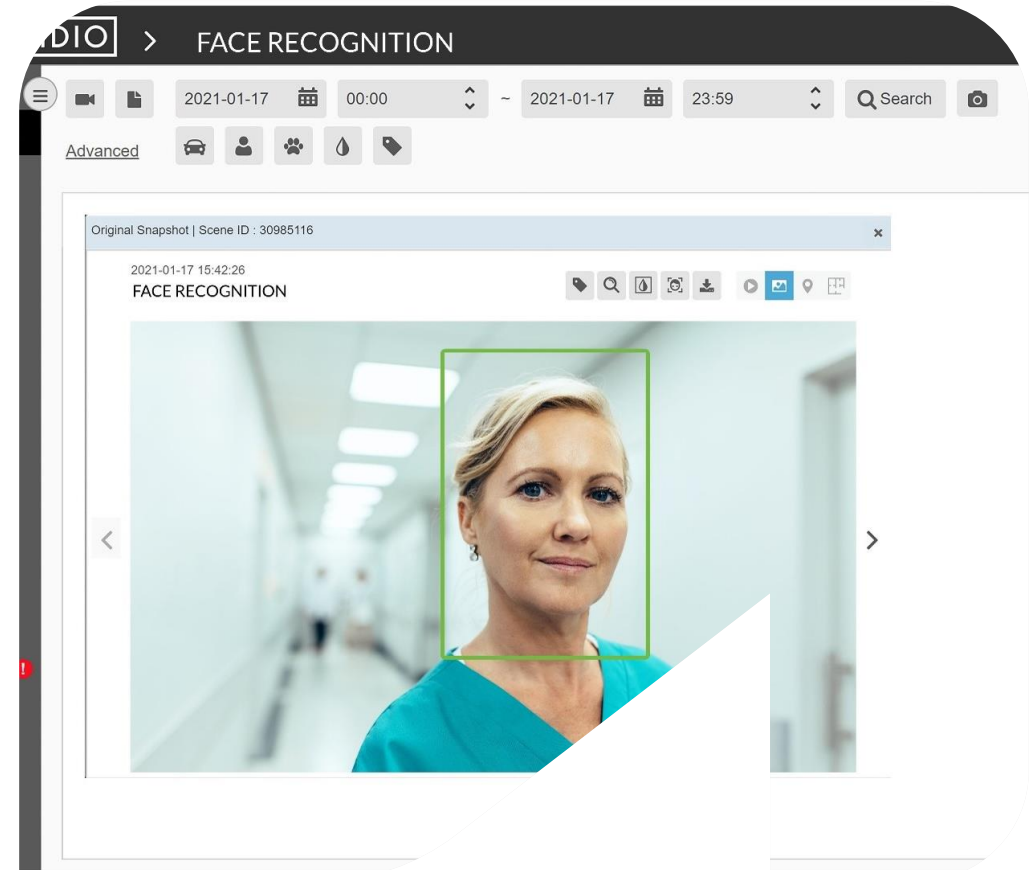 DIO > FACE RECOGNITION
2021-01-17 00:00 ~ 2021-01-17 23:59 Search
Advanced
Original Snapshot | Scene ID : 30985116
2021-01-17 15:42:26
FACE RECOGNITION